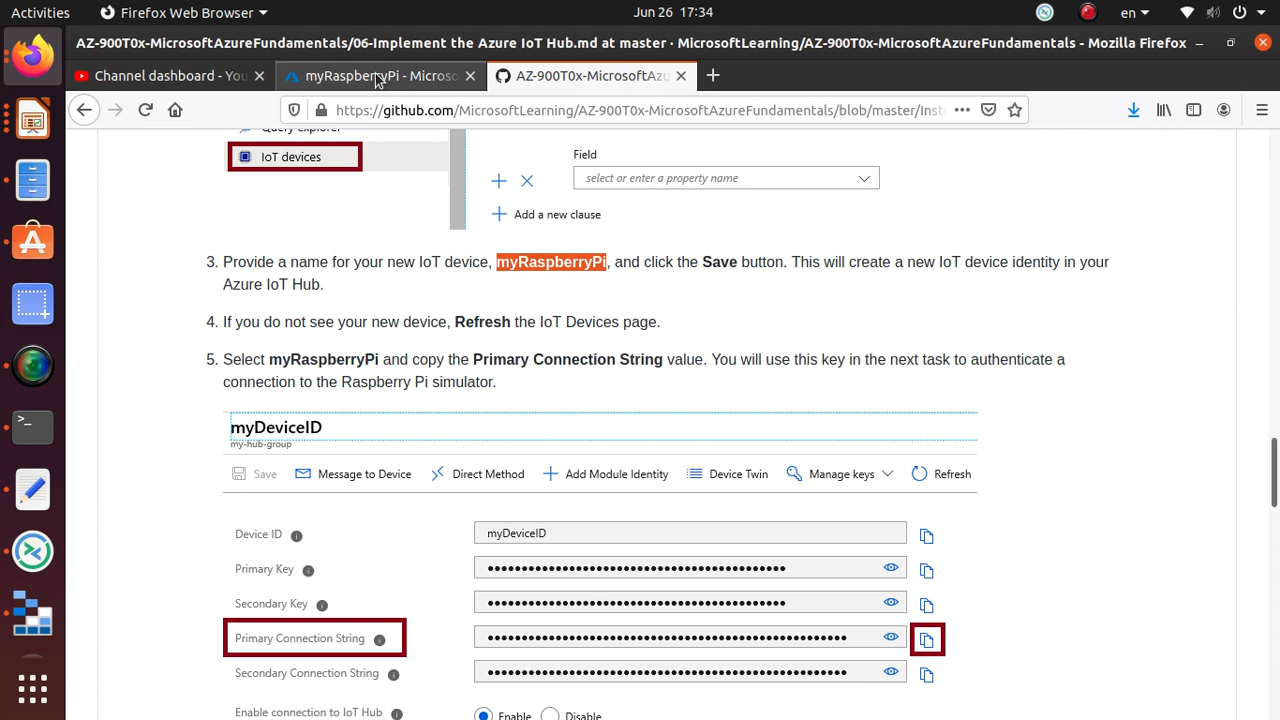 Activities
Firefox Web Browser
Jun 26 17:34
en
AZ-900T0x-MicrosoftAzureFundamentals/06-Implement the Azure IoT Hub.md at master · MicrosoftLearning/AZ-900T0x-MicrosoftAzureFundamentals - Mozilla Firefox
Channel dashboard - You
myRaspberryPi - Microso
AZ-900T0x-MicrosoftAzu
https://github.com/MicrosoftLearning/AZ-900T0x-MicrosoftAzureFundamentals/blob/master/Inst
Query explorer
IoT devices
Field
select or enter a property name
Add a new clause
3. Provide a name for your new IoT device, myRaspberryPi, and click the Save button. This will create a new IoT device identity in your
Azure IoT Hub.
4. If you do not see your new device, Refresh the IoT Devices page.
5. Select myRaspberryPi and copy the Primary Connection String value. You will use this key in the next task to authenticate a
connection to the Raspberry Pi simulator.
myDeviceID
my-hub-group
Save
Message to Device
Direct Method
Add Module Identity
Device Twin
Manage keys
Refresh
Device ID
myDeviceID
Primary Key
Secondary Key
Primary Connection String
Secondary Connection String
Enable connection to IoT Hub
Enable
Disable